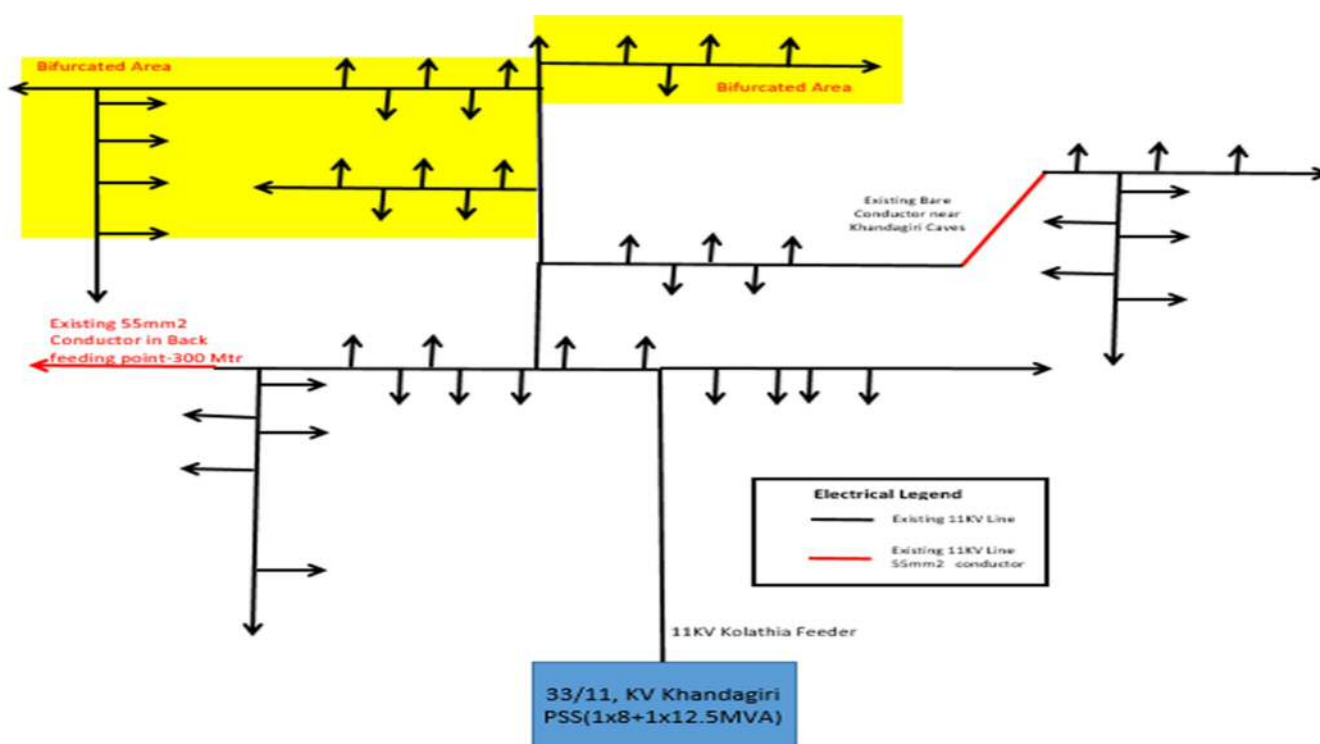 Bifurcated Area
Bifurcated Area
Existing Bare
Conductor near
Khandagiri Caves
Existing 55mm2
Conductor in Back
feeding point-300 Mtr
Electrical Legend
Existing 11KV Line
Existing 11KV Line
55mm2 conductor
11KV Kolathia Feeder
33/11, KV Khandagiri
PSS(1x8+1x12.5MVA)